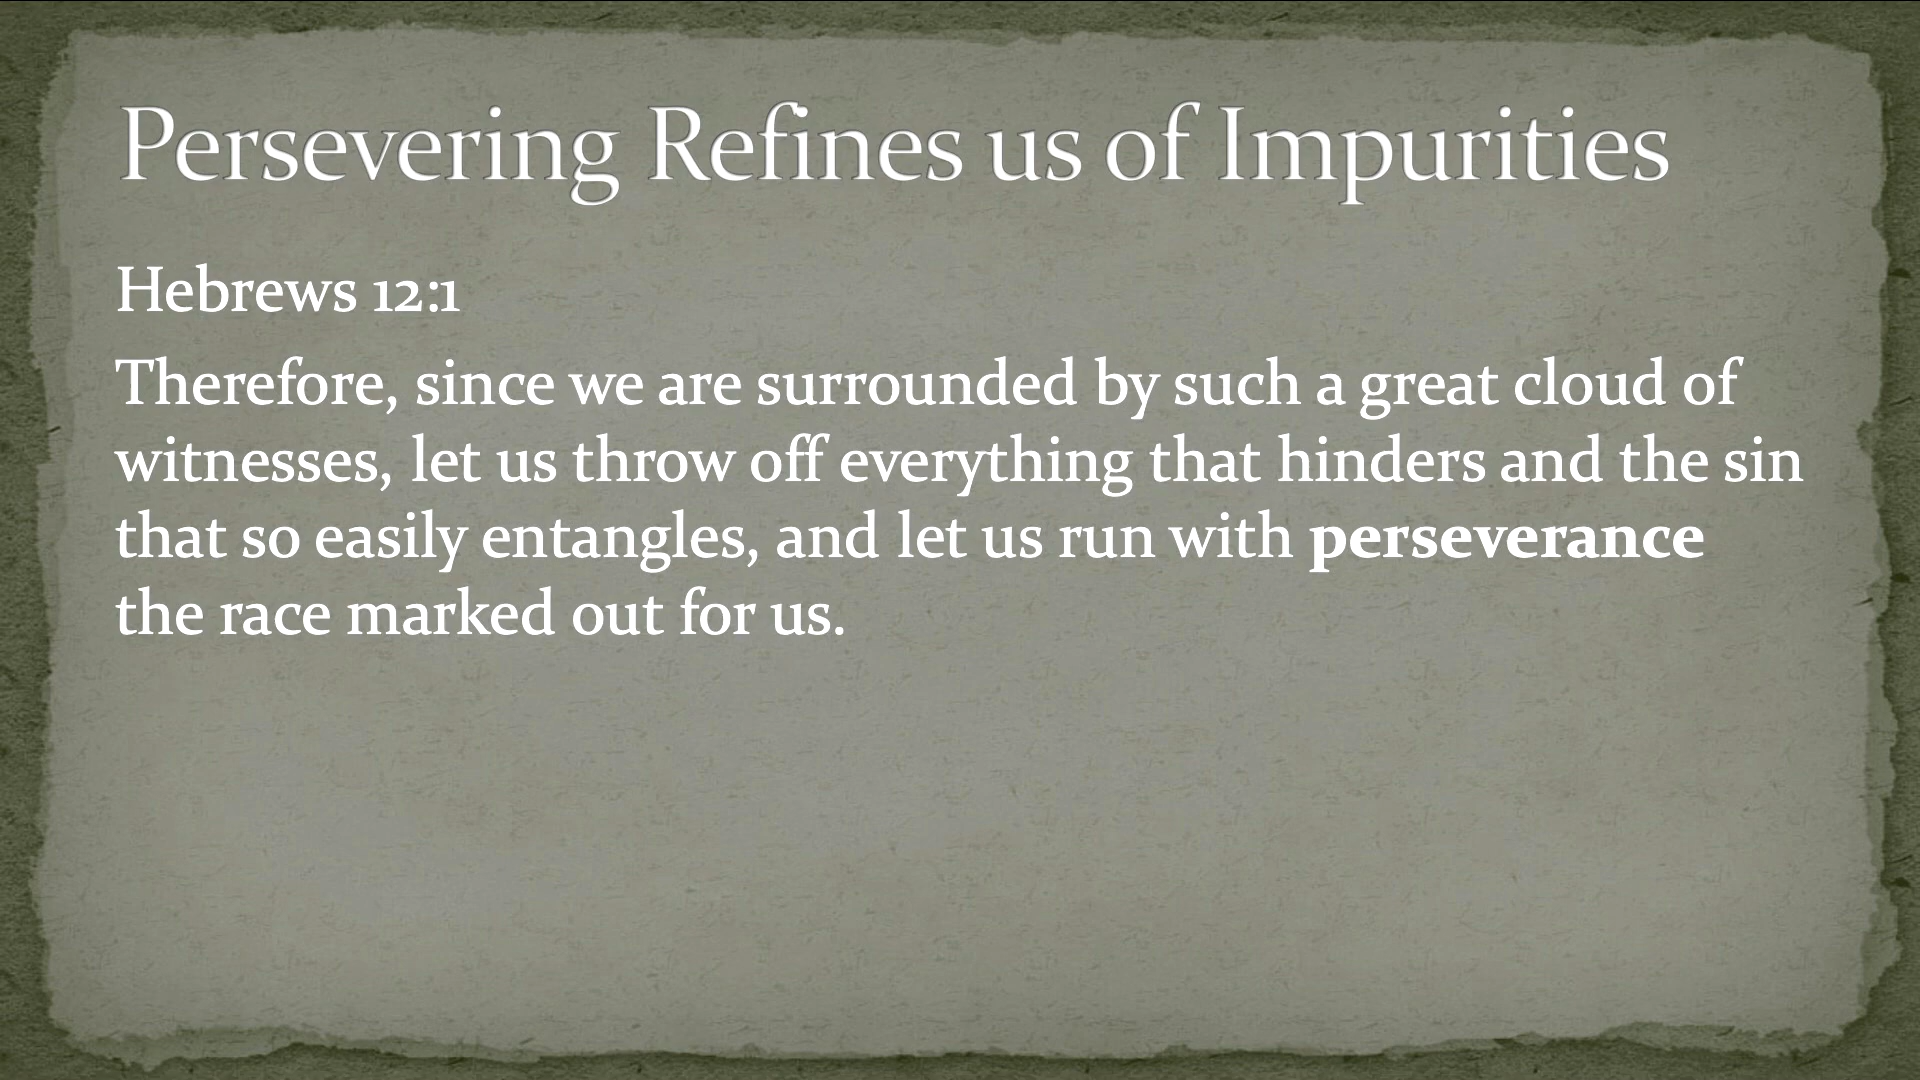 Persevering Refines us of Impurities
Hebrews 12:1
Therefore, since we are surrounded by such a great cloud of
witnesses, let us throw off everything that hinders and the sin
that so easily entangles, and let us run with perseverance
the race marked out for us.